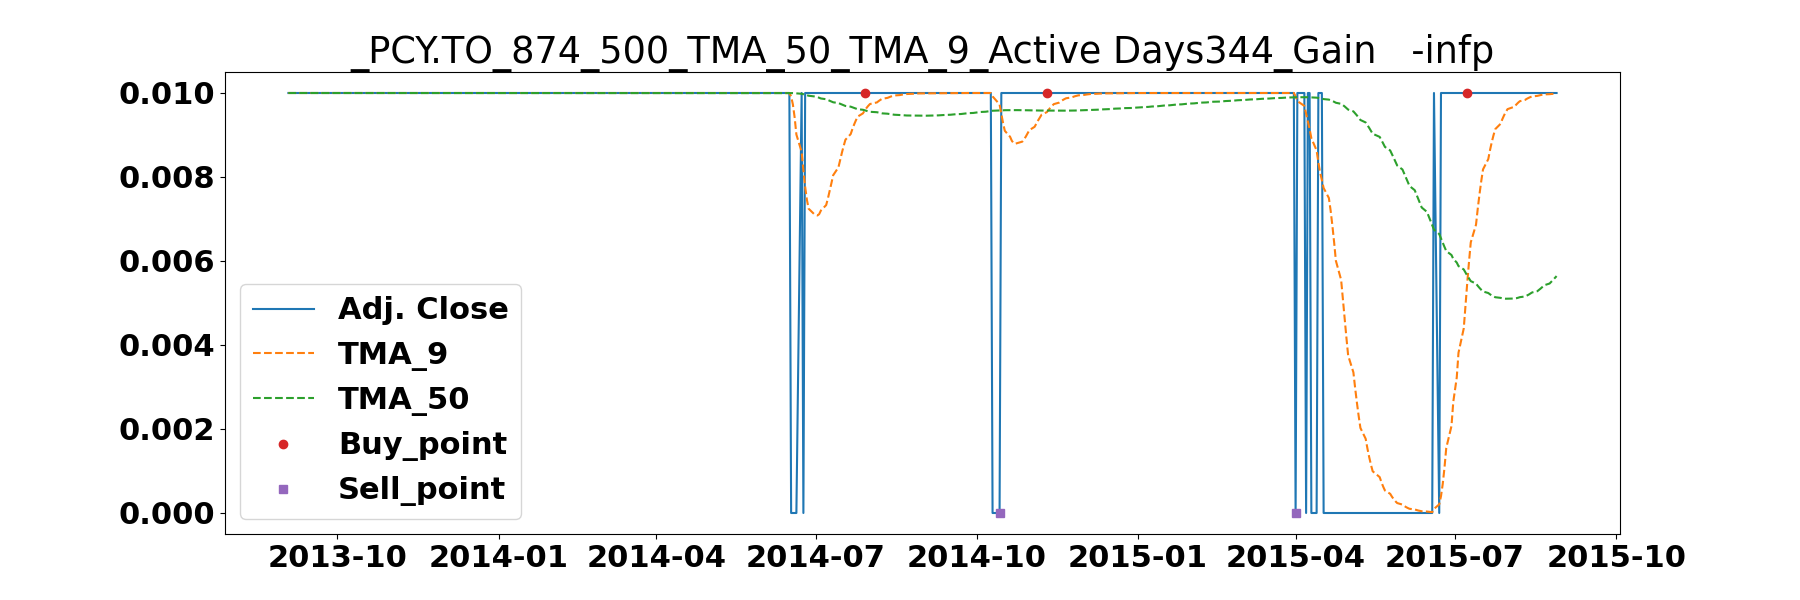 _PCY.TO_874_500_TMA_50_TMA_9_Active Days344_Gain   -infp
0.010
0.008
0.006
0.004
0.002
0.000
Adj. Close
TMA_9
TMA_50
Buy_point
Sell_point
2013-10 2014-01 2014-04 2014-07 2014-10 2015-01 2015-04 2015-07 2015-10